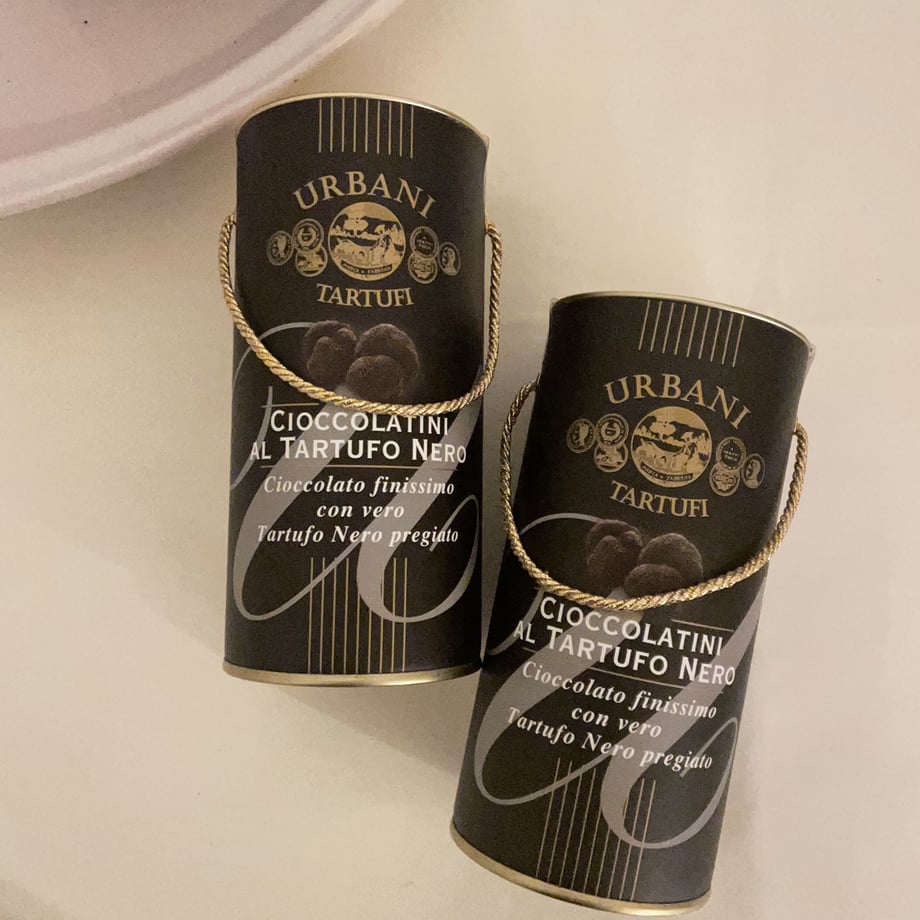 URBANI
TARTUFI
CIOCCOLATINI
AL TARTUFO NERO
Cioccolato finissimo
con vero
Tartufo Nero pregiato
URBANI
TARTUFI
CIOCCOLATINI
AL TARTUFO NERO
Cioccolato finissimo
con vero
Tartufo Nero pregiato